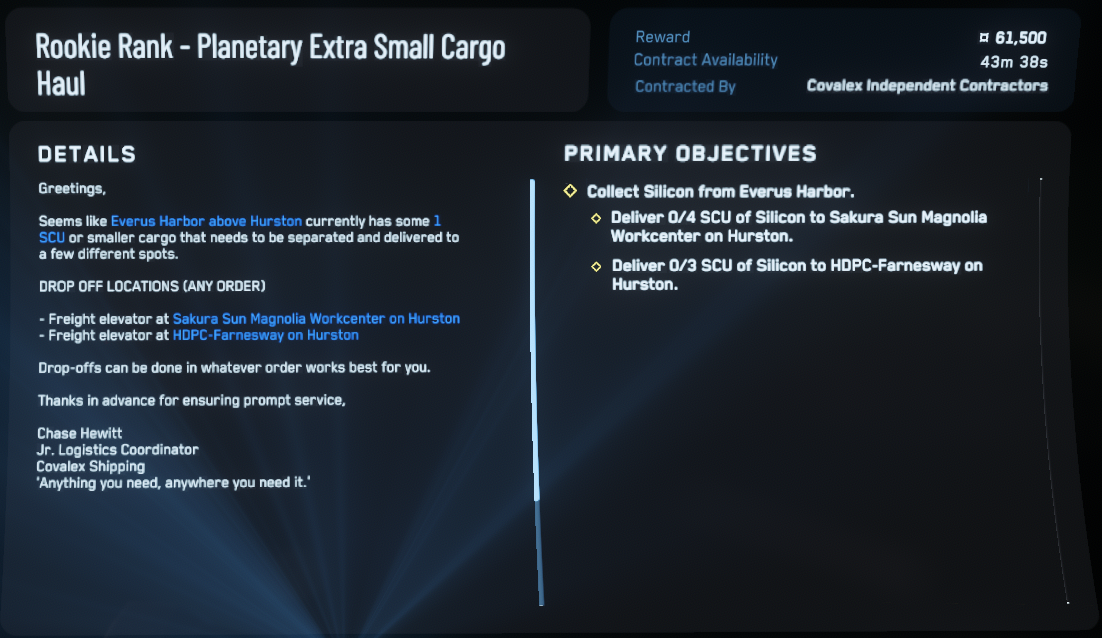 Rookie Rank - Planetary Extra Small Cargo
Haul
Reward ¤ 61,500
Contract Availability 43m 38s
Contracted By Covalex Independent Contractors
DETAILS
Greetings,
Seems like Everus Harbor above Hurston currently has some 1
SCU or smaller cargo that needs to be separated and delivered to
a few different spots.
DROP OFF LOCATIONS (ANY ORDER)
- Freight elevator at Sakura Sun Magnolia Workcenter on Hurston
- Freight elevator at HDPC-Farnesway on Hurston
Drop-offs can be done in whatever order works best for you.
Thanks in advance for ensuring prompt service,
Chase Hewitt
Jr. Logistics Coordinator
Covalex Shipping
'Anything you need, anywhere you need it.'
PRIMARY OBJECTIVES
Collect Silicon from Everus Harbor.
Deliver 0/4 SCU of Silicon to Sakura Sun Magnolia
Workcenter on Hurston.
Deliver 0/3 SCU of Silicon to HDPC-Farnesway on
Hurston.